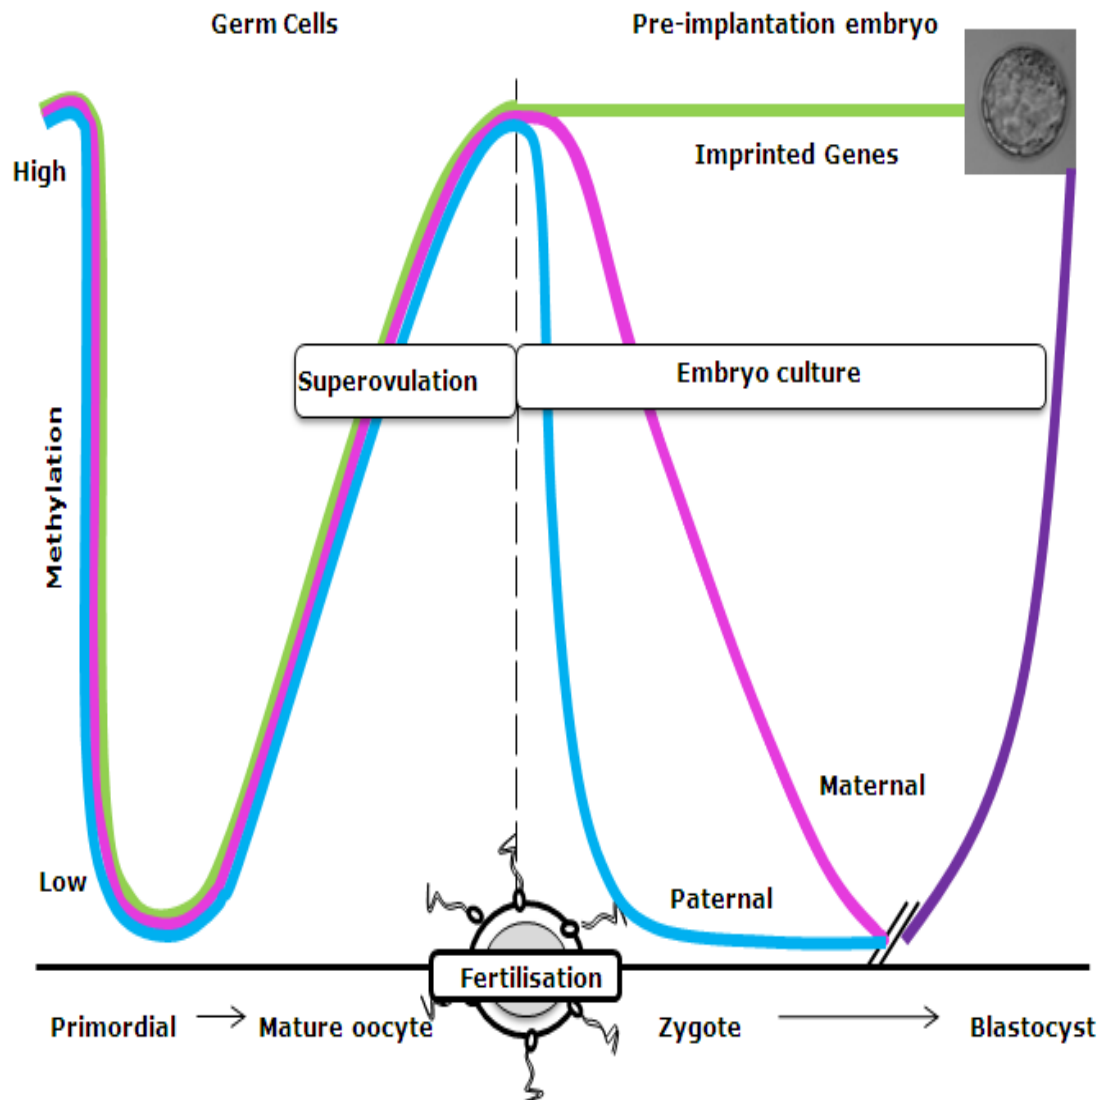 Germ Cells
Pre-implantation embryo
High
Imprinted Genes
Superovulation
Embryo culture
Methylation
Maternal
Low
Paternal
Fertilisation
Primordial
Mature oocyte
Zygote
Blastocyst